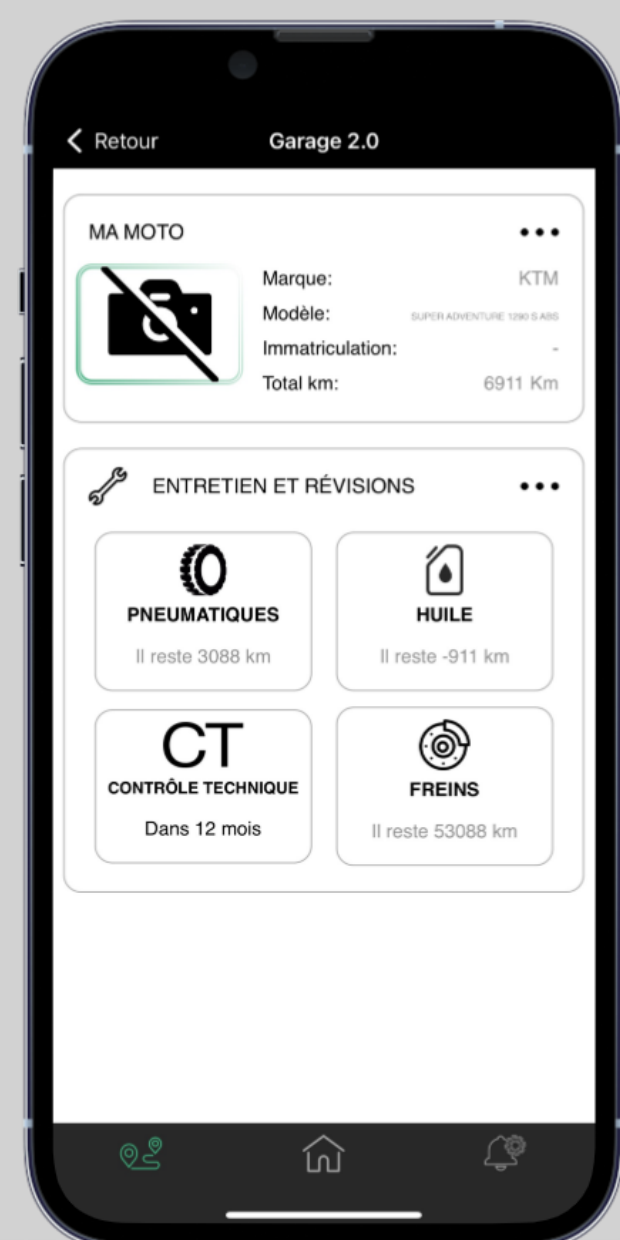 Retour
Garage 2.0
MA MOTO
Marque: KTM
Modèle: SUPER ADVENTURE 1290 S ABS
Immatriculation: -
Total km: 6911 Km
ENTRETIEN ET RÉVISIONS
PNEUMATIQUES
Il reste 3088 km
HUILE
Il reste -911 km
CT
CONTRÔLE TECHNIQUE
Dans 12 mois
FREINS
Il reste 53088 km